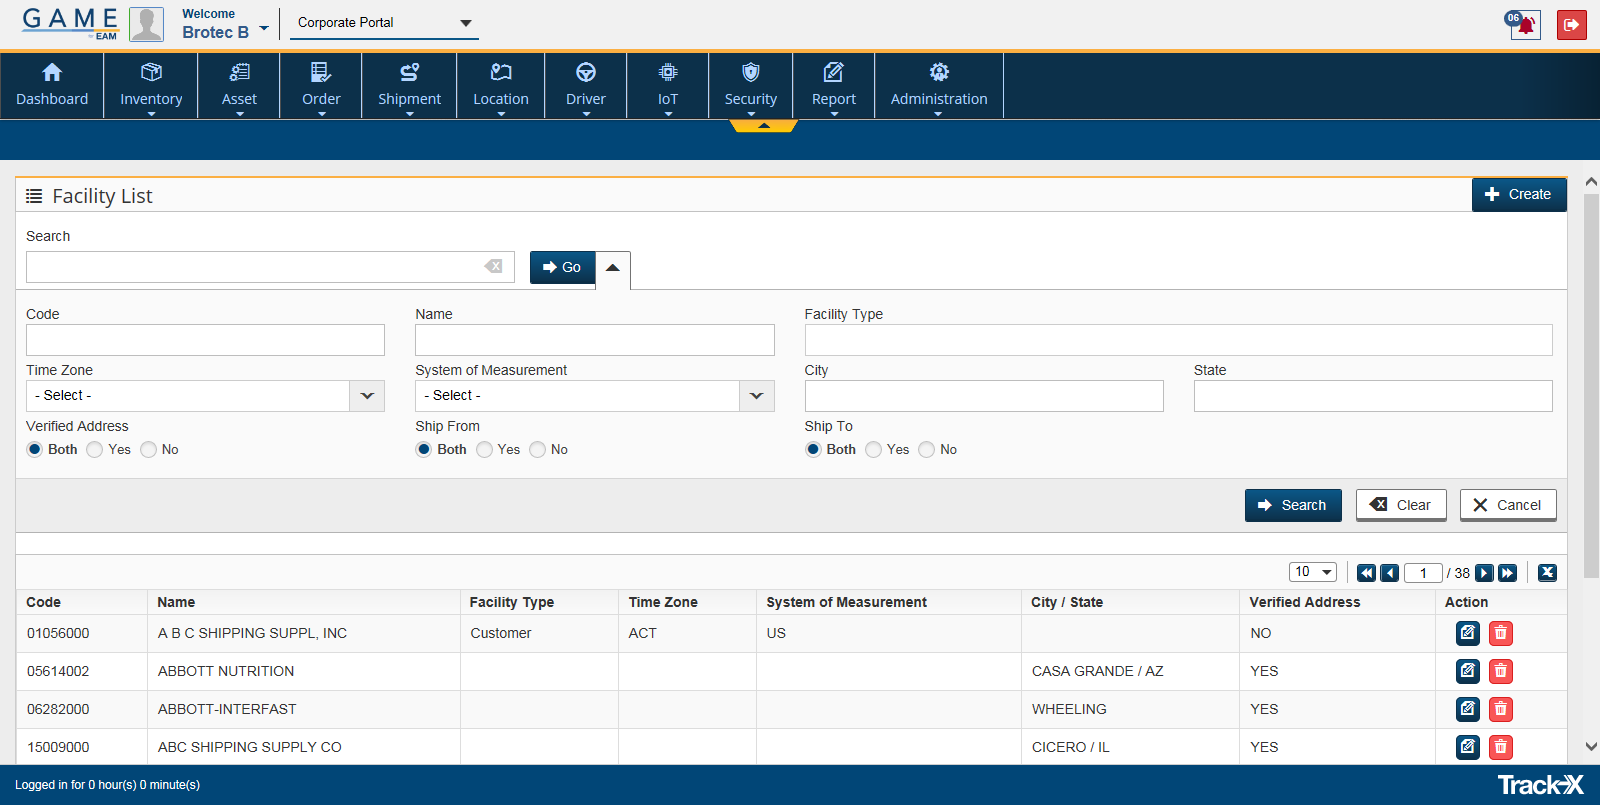 GAME
EAM
Welcome
Brotec B
Corporate Portal
06
Dashboard Inventory Asset Order Shipment Location Driver IoT Security Report Administration
Facility List
Create
Search
Go
Code Name Facility Type
Time Zone System of Measurement City State
- Select - - Select -
Verified Address Ship From Ship To
Both Yes No Both Yes No Both Yes No
Search Clear Cancel
10 1 / 38
Code Name Facility Type Time Zone System of Measurement City / State Verified Address Action
01056000 A B C SHIPPING SUPPL, INC Customer ACT US NO
05614002 ABBOTT NUTRITION CASA GRANDE / AZ YES
06282000 ABBOTT-INTERFAST WHEELING YES
15009000 ABC SHIPPING SUPPLY CO CICERO / IL YES
Logged in for 0 hour(s) 0 minute(s)
Track-X